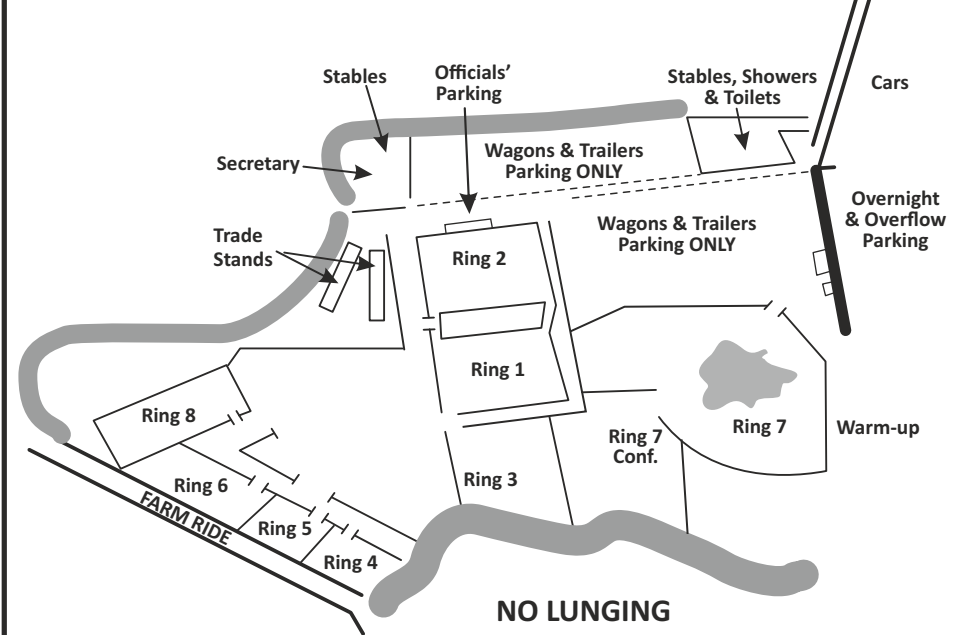 Stables
Officials'
Parking
Stables, Showers
& Toilets
Cars
Secretary
Wagons & Trailers
Parking ONLY
Overnight
& Overflow
Parking
Wagons & Trailers
Parking ONLY
Trade
Stands
Ring 2
Ring 1
Ring 8
Ring 7
Warm-up
Ring 7
Conf.
Ring 3
Ring 6
FARM RIDE
Ring 5
Ring 4
NO LUNGING